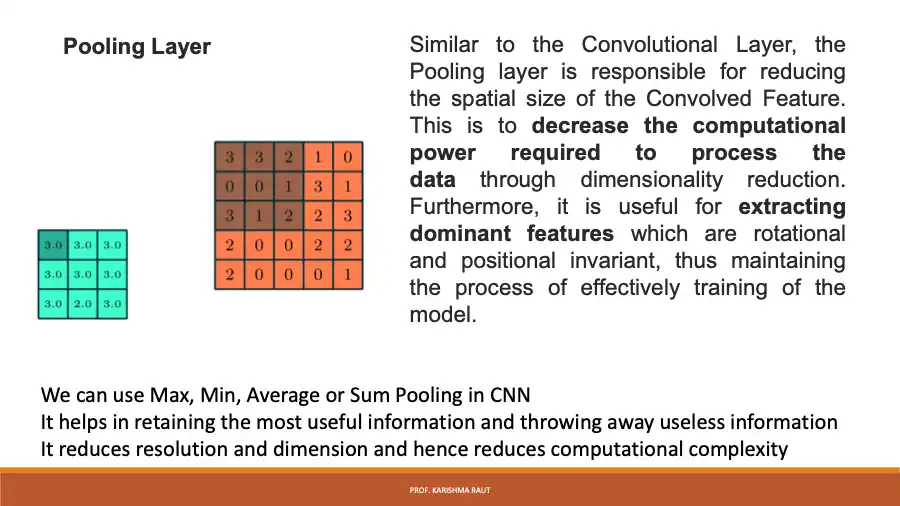 Pooling Layer
Similar to the Convolutional Layer, the
Pooling layer is responsible for reducing
the spatial size of the Convolved Feature.
This is to decrease the computational
power required to process the
data through dimensionality reduction.
Furthermore, it is useful for extracting
dominant features which are rotational
and positional invariant, thus maintaining
the process of effectively training of the
model.
3 3 2 1 0
0 0 1 3 1
3 1 2 2 3
2 0 0 2 2
2 0 0 0 1
3.0 3.0 3.0
3.0 3.0 3.0
3.0 2.0 3.0
We can use Max, Min, Average or Sum Pooling in CNN
It helps in retaining the most useful information and throwing away useless information
It reduces resolution and dimension and hence reduces computational complexity
PROF. KARISHMA RAUT